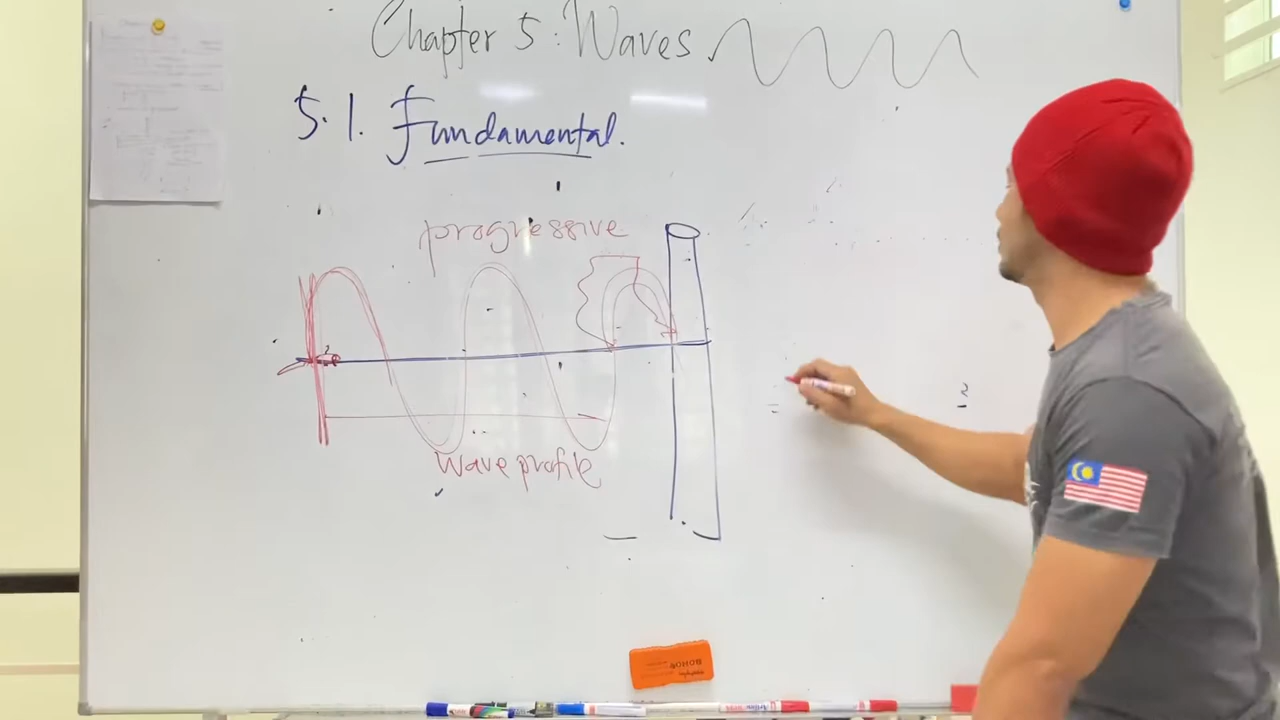 Chapter 5: Waves
5.1. Fundamental.
progressive
Wave profile